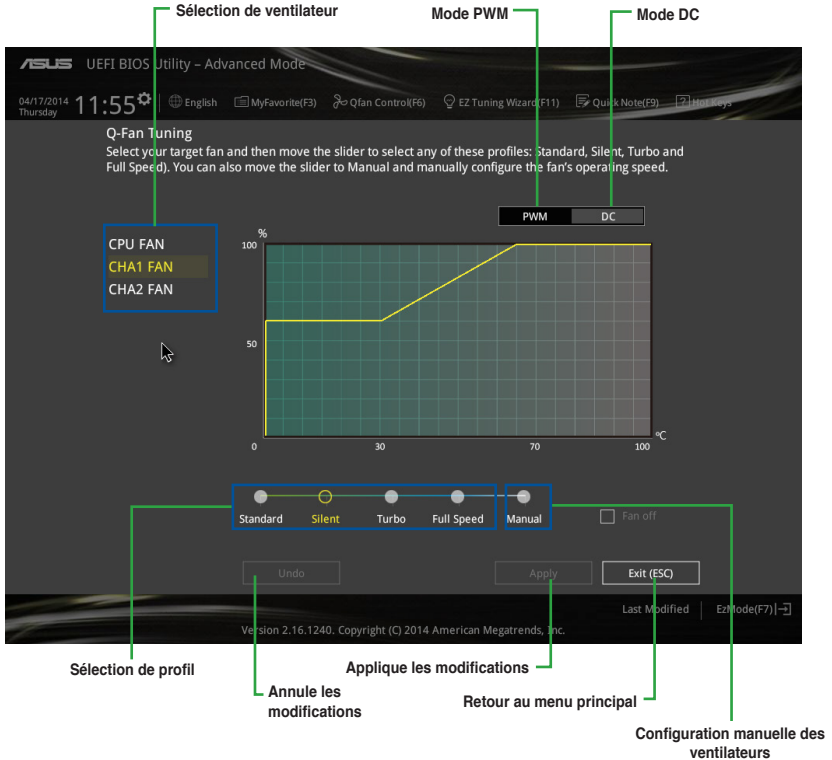 Sélection de ventilateur
Mode PWM
Mode DC
ASUS UEFI BIOS Utility – Advanced Mode
04/17/2014
Thursday
11:55
English
MyFavorite(F3)
Qfan Control(F6)
EZ Tuning Wizard(F11)
Quick Note(F9)
? Hot Keys
Q-Fan Tuning
Select your target fan and then move the slider to select any of these profiles: Standard, Silent, Turbo and
Full Speed). You can also move the slider to Manual and manually configure the fan's operating speed.
PWM
DC
CPU FAN
CHA1 FAN
CHA2 FAN
%
100
50
0
30
70
100
ºC
Standard
Silent
Turbo
Full Speed
Manual
Fan off
Undo
Apply
Exit (ESC)
Last Modified
EzMode(F7)
Version 2.16.1240. Copyright (C) 2014 American Megatrends, Inc.
Sélection de profil
Applique les modifications
Annule les
modifications
Retour au menu principal
Configuration manuelle des
ventilateurs